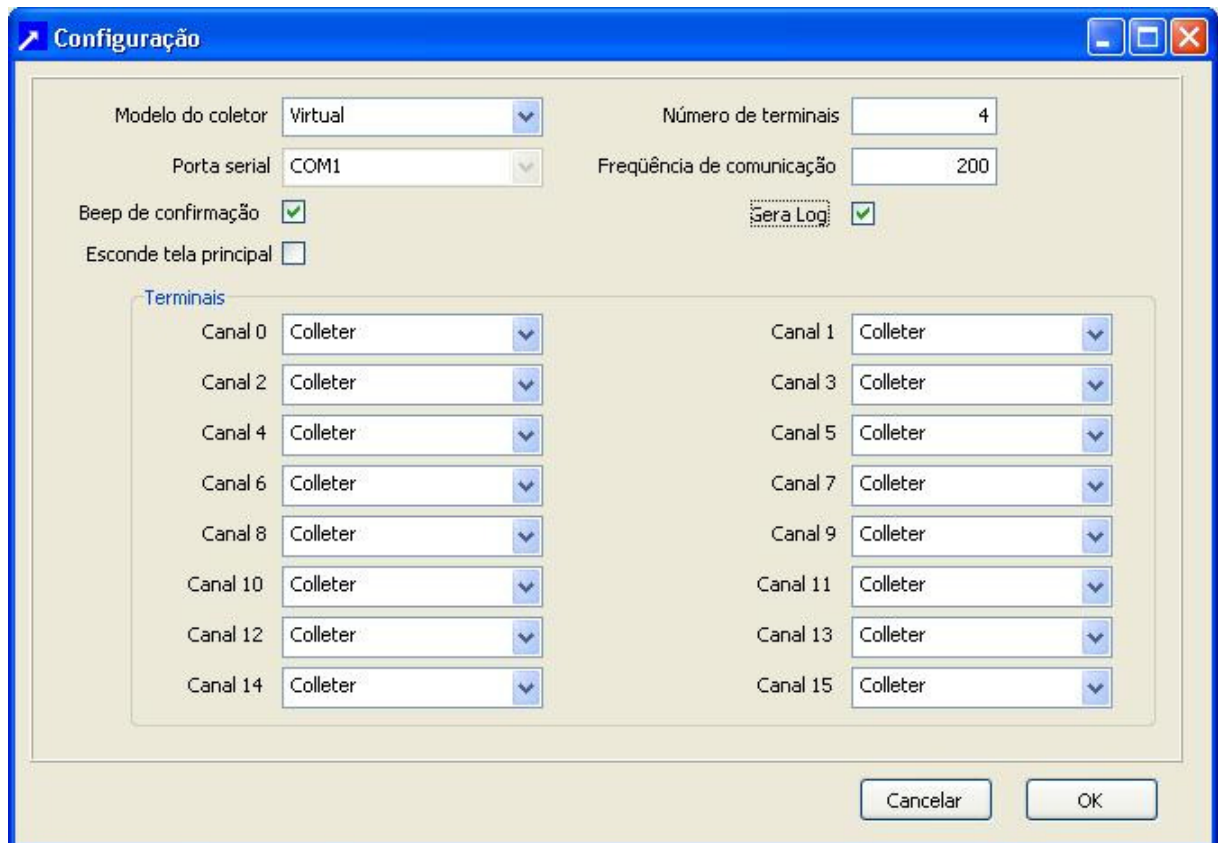 Configuração
Modelo do coletor Virtual Número de terminais 4
Porta serial COM1 Freqüência de comunicação 200
Beep de confirmação Gera Log
Esconde tela principal
Terminais
Canal 0 Colleter Canal 1 Colleter
Canal 2 Colleter Canal 3 Colleter
Canal 4 Colleter Canal 5 Colleter
Canal 6 Colleter Canal 7 Colleter
Canal 8 Colleter Canal 9 Colleter
Canal 10 Colleter Canal 11 Colleter
Canal 12 Colleter Canal 13 Colleter
Canal 14 Colleter Canal 15 Colleter
Cancelar OK